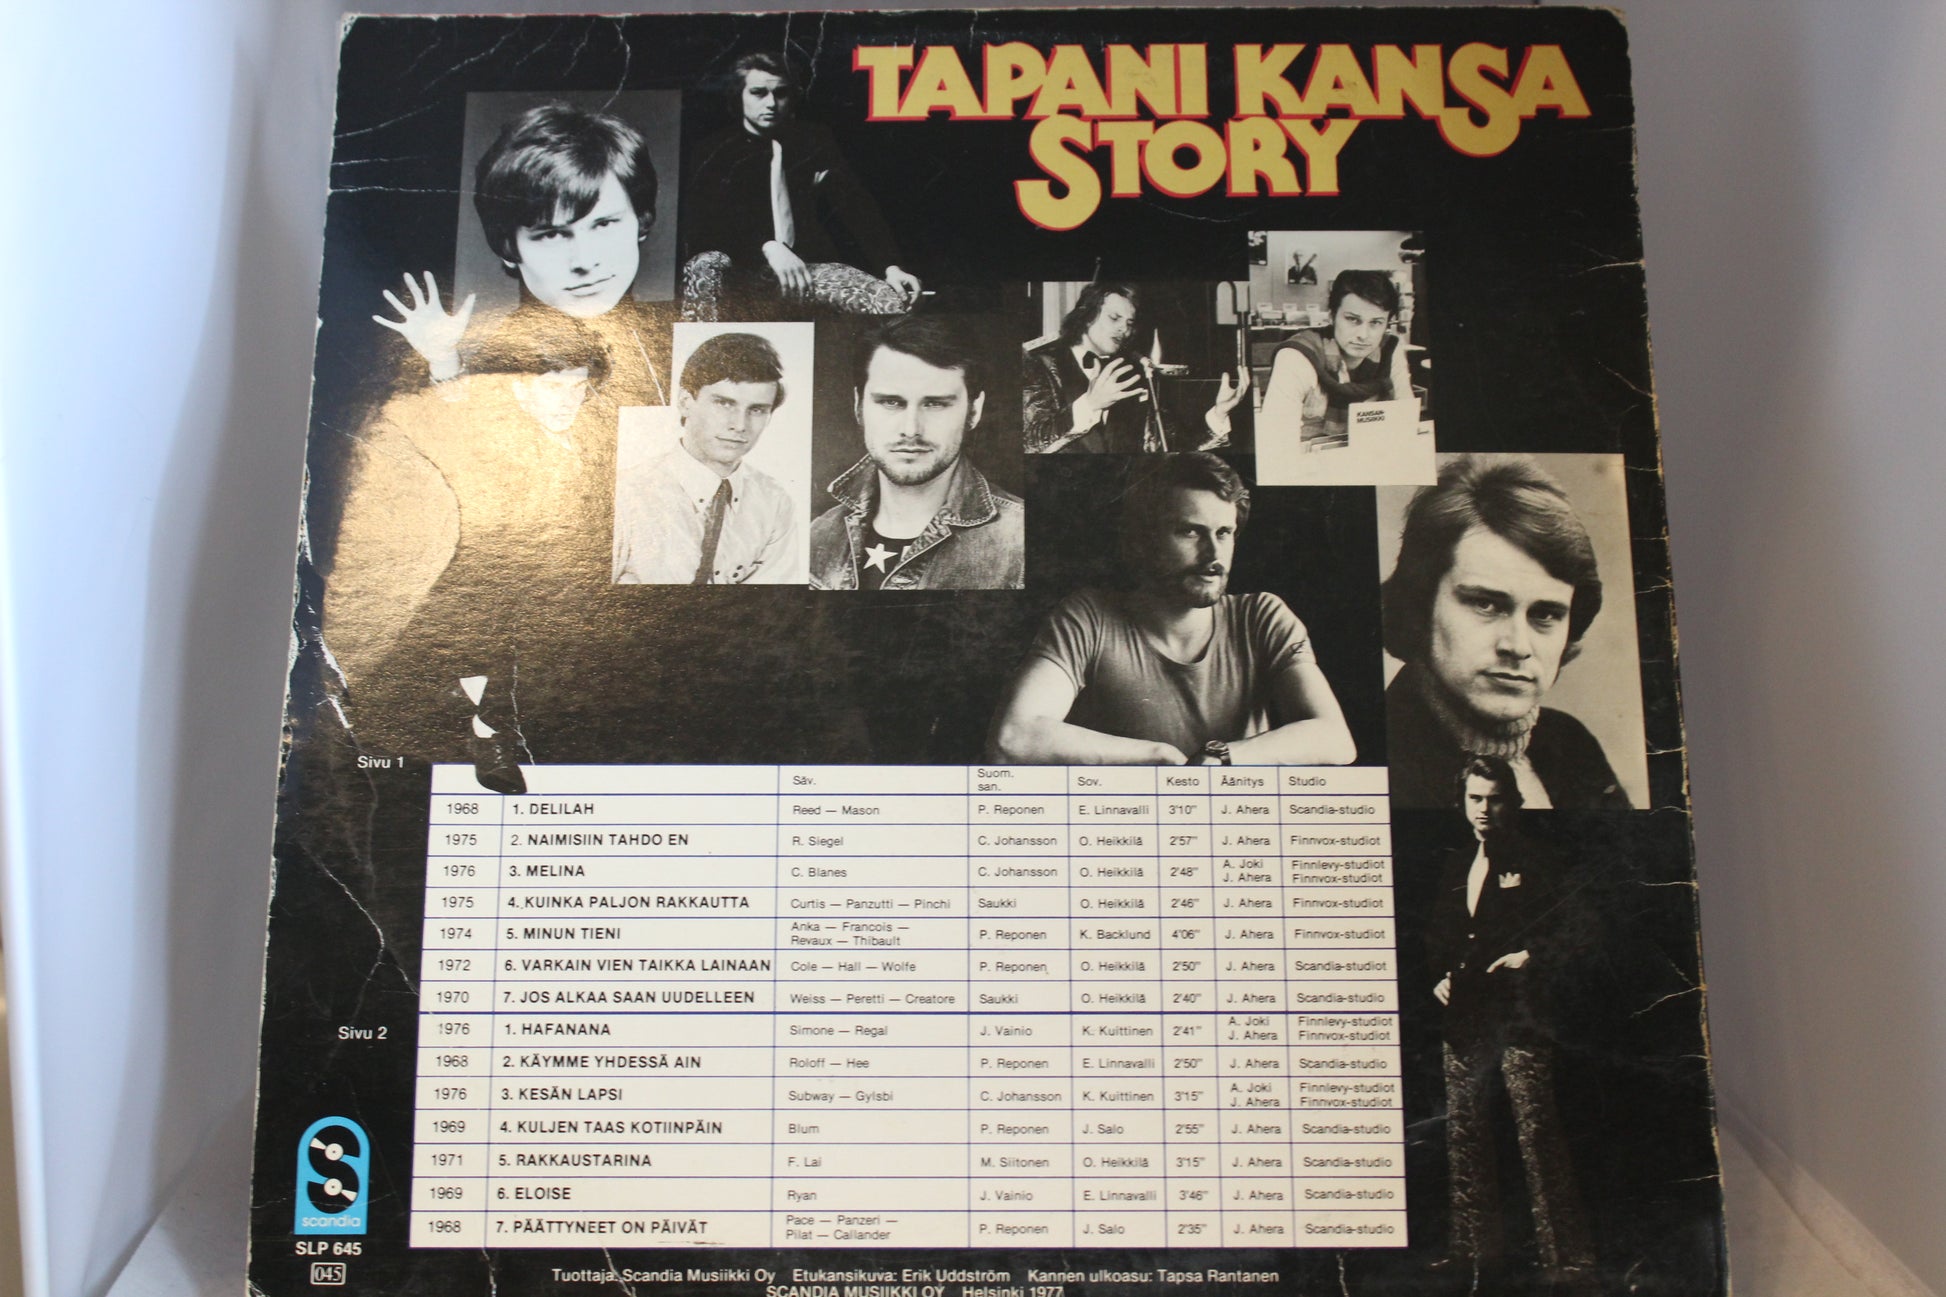 TAPANI KANSA
STORY
KANSAN-
MUSIIKKI
Sivu 1
Säv. Suom. san. Sov. Kesto Äänitys Studio
1968 1. DELILAH Reed — Mason P. Reponen E. Linnavalli 3'10" J. Ahera Scandia-studio
1975 2. NAIMISIIN TAHDO EN R. Siegel C. Johansson O. Heikkilä 2'57" J. Ahera Finnvox-studiot
1976 3. MELINA C. Blanes C. Johansson O. Heikkilä 2'48" A. Joki J. Ahera Finnlevy-studiot Finnvox-studiot
1975 4. KUINKA PALJON RAKKAUTTA Curtis — Panzutti — Pinchi Saukki O. Heikkilä 2'46" J. Ahera Finnvox-studiot
1974 5. MINUN TIENI Anka — Francois — Revaux — Thibault P. Reponen K. Backlund 4'06" J. Ahera Finnvox-studiot
1972 6. VARKAIN VIEN TAIKKA LAINAAN Cole — Hall — Wolfe P. Reponen O. Heikkilä 2'50" J. Ahera Scandia-studiot
1970 7. JOS ALKAA SAAN UUDELLEEN Weiss — Peretti — Creatore Saukki O. Heikkilä 2'40" J. Ahera Scandia-studio
Sivu 2
1976 1. HAFANANA Simone — Regal J. Vainio K. Kuittinen 2'41" A. Joki J. Ahera Finnlevy-studiot Finnvox-studiot
1968 2. KÄYMME YHDESSÄ AIN Roloff — Hee P. Reponen E. Linnavalli 2'50" J. Ahera Scandia-studio
1976 3. KESÄN LAPSI Subway — Gylsbi C. Johansson K. Kuittinen 3'15" A. Joki J. Ahera Finnlevy-studiot Finnvox-studiot
1969 4. KULJEN TAAS KOTIINPÄIN Blum P. Reponen J. Salo 2'55" J. Ahera Scandia-studio
1971 5. RAKKAUSTARINA F. Lai M. Siitonen O. Heikkilä 3'15" J. Ahera Scandia-studio
1969 6. ELOISE Ryan J. Vainio E. Linnavalli 3'46" J. Ahera Scandia-studio
1968 7. PÄÄTTYNEET ON PÄIVÄT Pace — Panzeri — Pilat — Callander P. Reponen J. Salo 2'35" J. Ahera Scandia-studio
scandia
SLP 645
045
Tuottaja: Scandia Musiikki Oy Etukansikuva: Erik Uddström Kannen ulkoasu: Tapsa Rantanen
SCANDIA MUSIIKKI OY Helsinki 1977